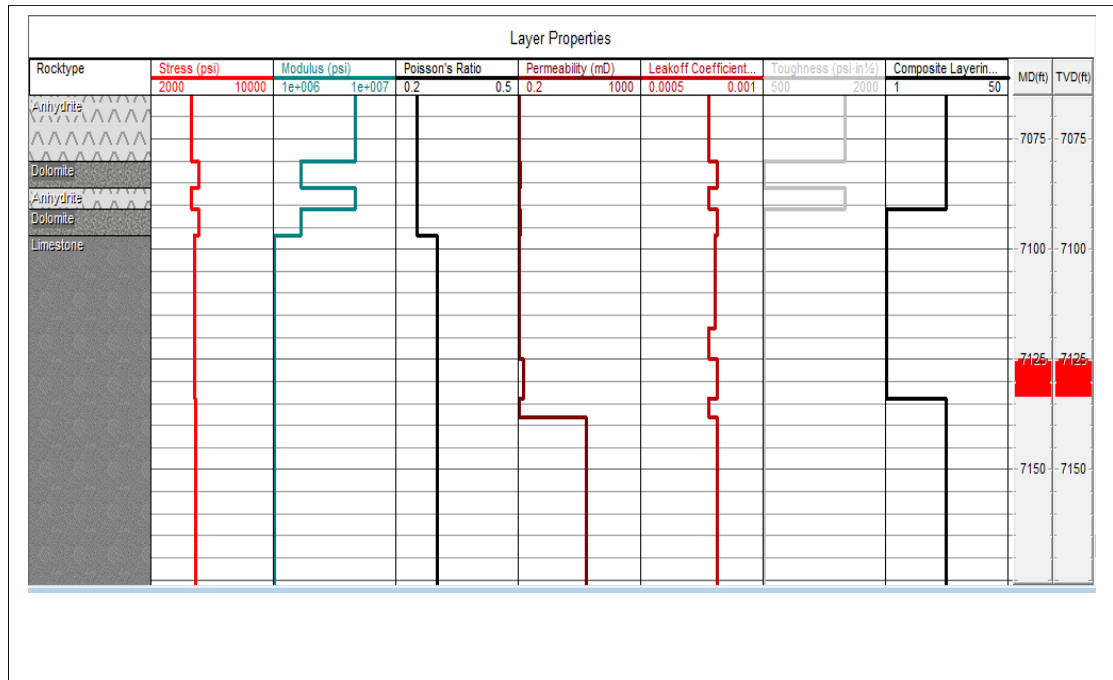 Layer Properties
Rocktype Stress (psi) Modulus (psi) Poisson's Ratio Permeability (mD) Leakoff Coefficient... Toughness (psi·in½) Composite Layerin... MD(ft) TVD(ft)
2000 10000 1e+006 1e+007 0.2 0.5 0.2 1000 0.0005 0.001 500 2000 1 50
Anhydrite
7075 7075
Dolomite
Anhydrite
Dolomite
Limestone
7100 7100
7125 7125
7150 7150